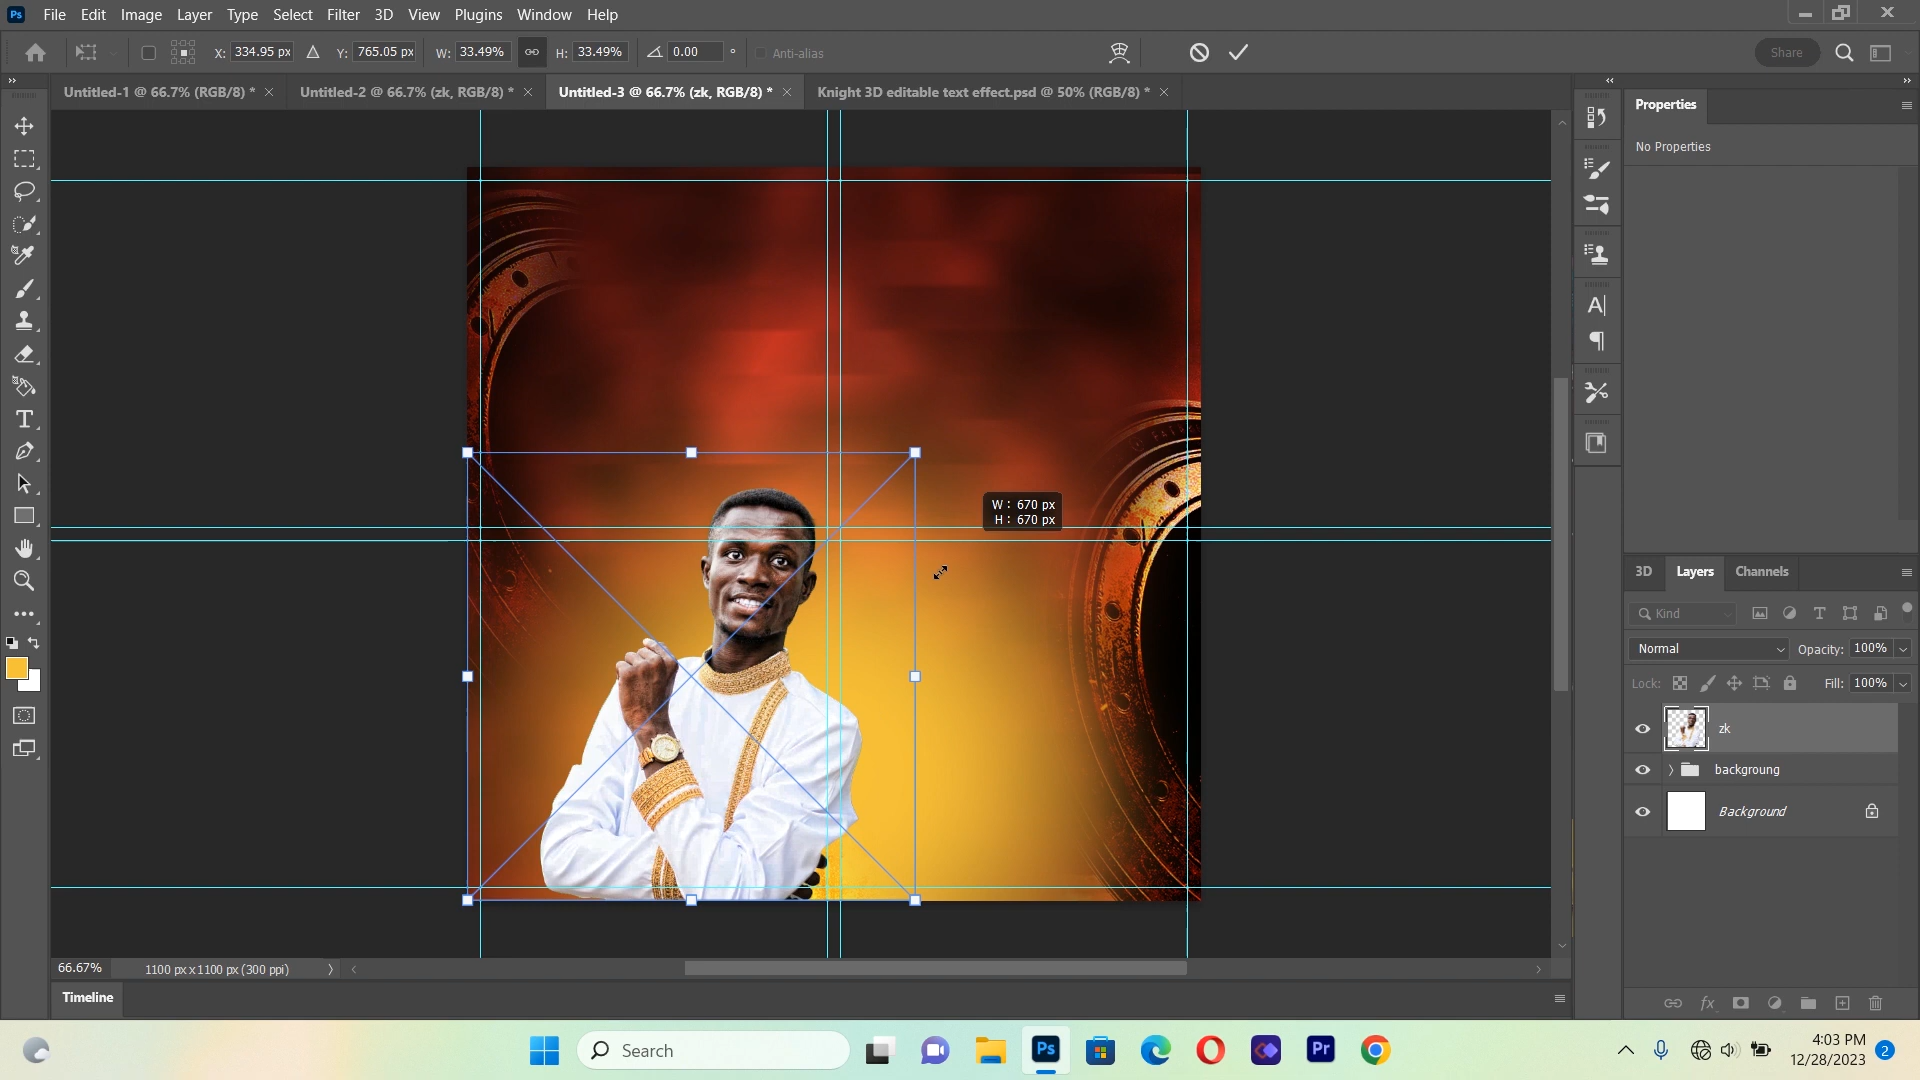 Ps File Edit Image Layer Type Select Filter 3D View Plugins Window Help
X: 334.95 px Y: 765.05 px W: 33.49% H: 33.49% 0.00 ° Anti-alias Share
Untitled-1 @ 66.7% (RGB/8) * Untitled-2 @ 66.7% (zk, RGB/8) * Untitled-3 @ 66.7% (zk, RGB/8) * Knight 3D editable text effect.psd @ 50% (RGB/8) *
Properties
No Properties
W : 670 px
H : 670 px
3D Layers Channels
Kind
Normal Opacity: 100%
Lock: Fill: 100%
zk
backgroung
Background
66.67% 1100 px x 1100 px (300 ppi)
Timeline
Search
Ps
Pr
4:03 PM
12/28/2023
2